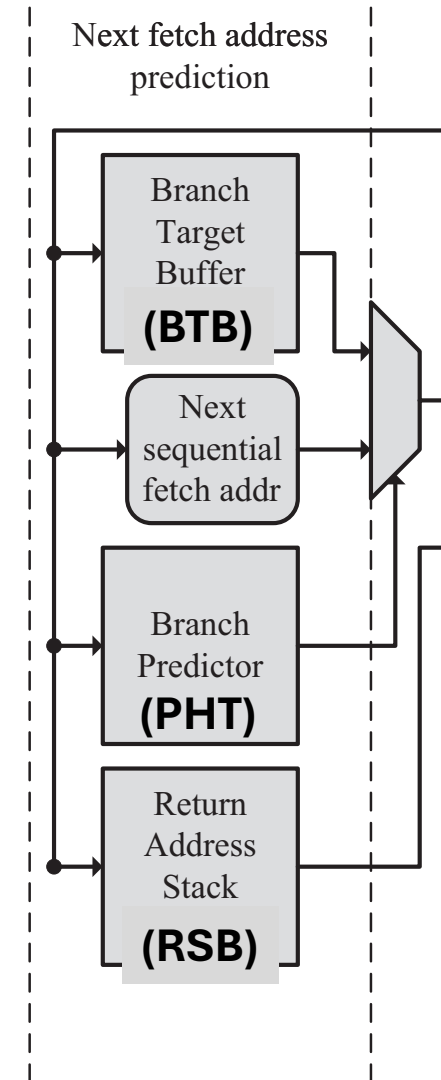 Next fetch address
prediction
Branch
Target
Buffer
(BTB)
Next
sequential
fetch addr
Branch
Predictor
(PHT)
Return
Address
Stack
(RSB)